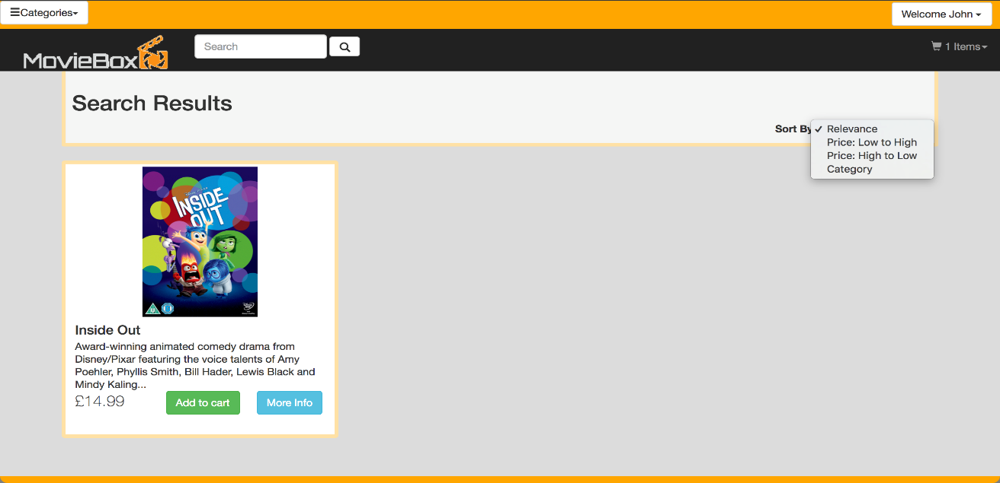 Categories
Welcome John
MovieBox
Search
1 Items
Search Results
Sort By
✓ Relevance
Price: Low to High
Price: High to Low
Category
INSIDE
OUT
U
Inside Out
Award-winning animated comedy drama from
Disney/Pixar featuring the voice talents of Amy
Poehler, Phyllis Smith, Bill Hader, Lewis Black and
Mindy Kaling...
£14.99
Add to cart
More Info